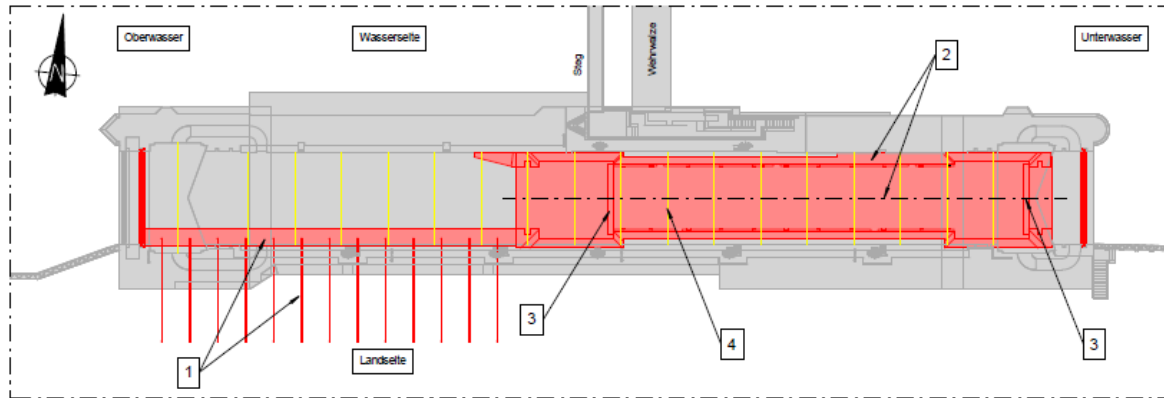 Oberwasser
Wasserseite
Steg
Wehrwalze
Unterwasser
N
2
3
4
3
1
Landseite